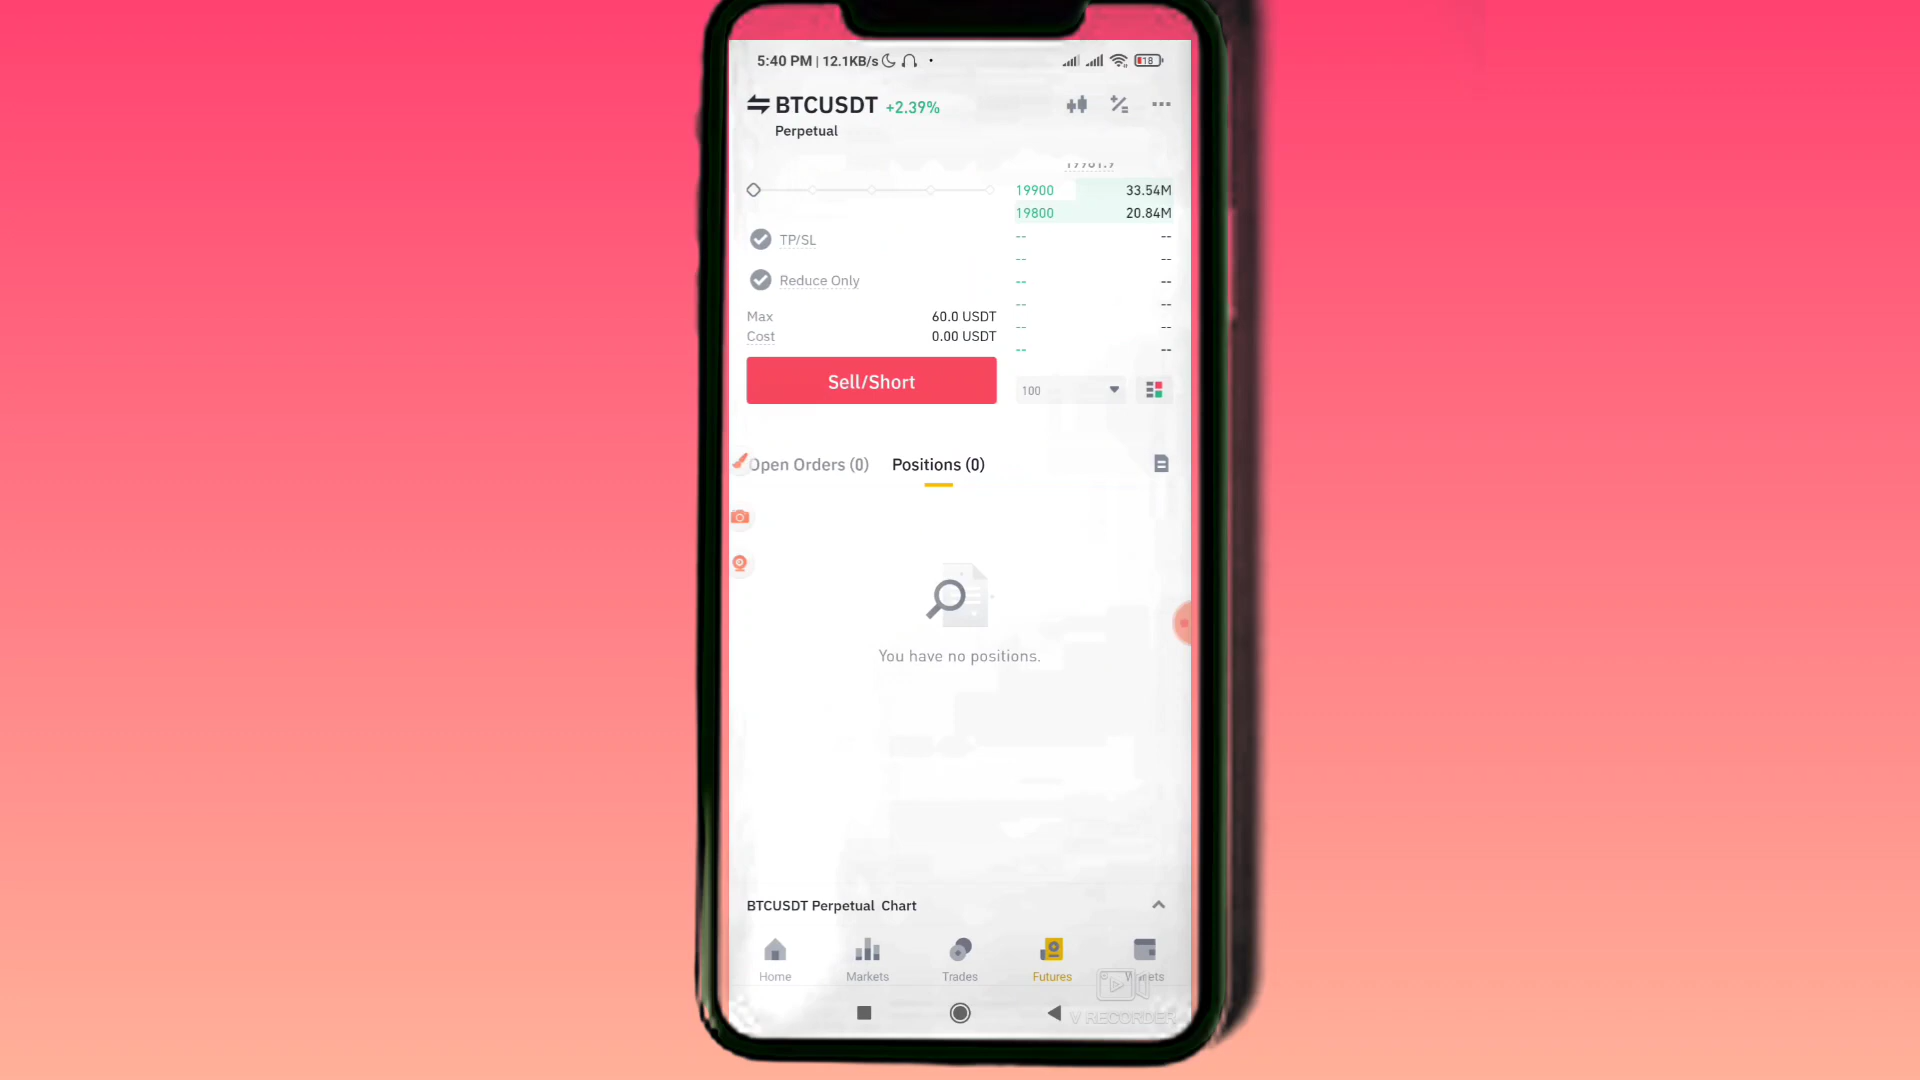 5:40 PM | 12.1KB/s
18
BTCUSDT +2.39%
Perpetual
19900 33.54M
19800 20.84M
TP/SL
-- --
-- --
Reduce Only
-- --
-- --
Max 60.0 USDT
-- --
Cost 0.00 USDT
-- --
Sell/Short
100
Open Orders (0) Positions (0)
You have no positions.
BTCUSDT Perpetual Chart
Home Markets Trades Futures
V RECORDER